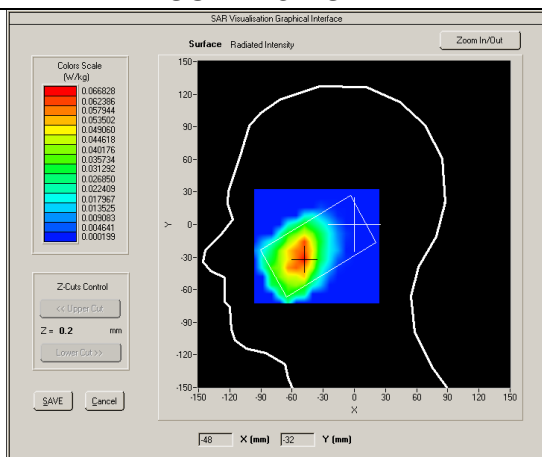 SAR Visualisation Graphical Interface
Surface Radiated Intensity
Zoom In/Out
Colors Scale
(W/kg)
0.066828
0.062386
0.057944
0.053502
0.049060
0.044618
0.040176
0.035734
0.031292
0.026850
0.022409
0.017967
0.013525
0.009083
0.004641
0.000199
Z-Cuts Control
<< Upper Cut
Z = 0.2 mm
Lower Cut >>
SAVE Cancel
150
120
90
60
30
0
-30
-60
-90
-120
-150
Y
-150 -120 -90 -60 -30 0 30 60 90 120 150
X
-48 X (mm) -32 Y (mm)